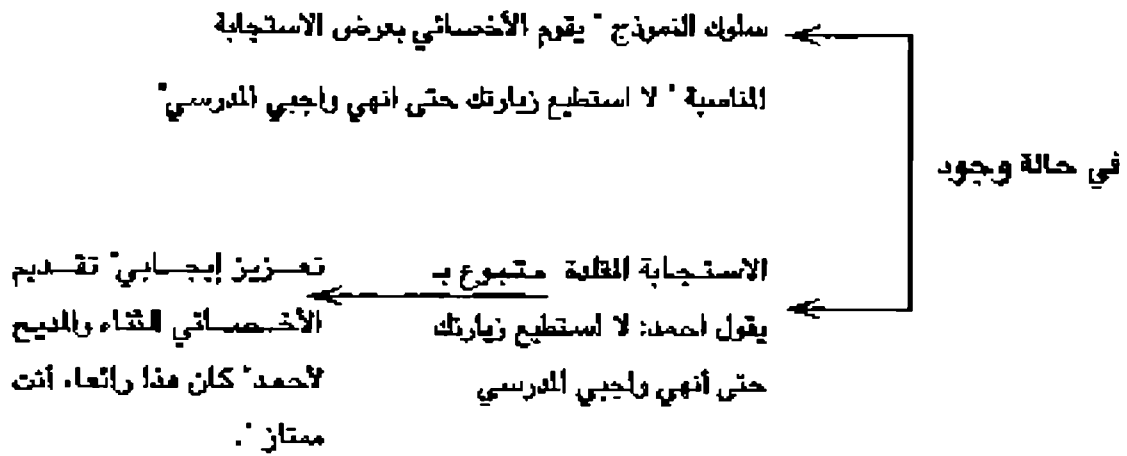 سلوك النموذج " يقوم الأخصائي بعرض الاستجابة
المناسبة " لا استطيع زيارتك حتى انهي واجبي المدرسي"
في حالة وجود
الاستجابة المقلدة متبوع بـ
يقول احمد: لا استطيع زيارتك
حتى أنهي واجبي المدرسي
تعزيز إيجابي" تقديم
الأخصائي الثناء والمديح
لأحمد" كان هذا رائعا، أنت
ممتاز ".